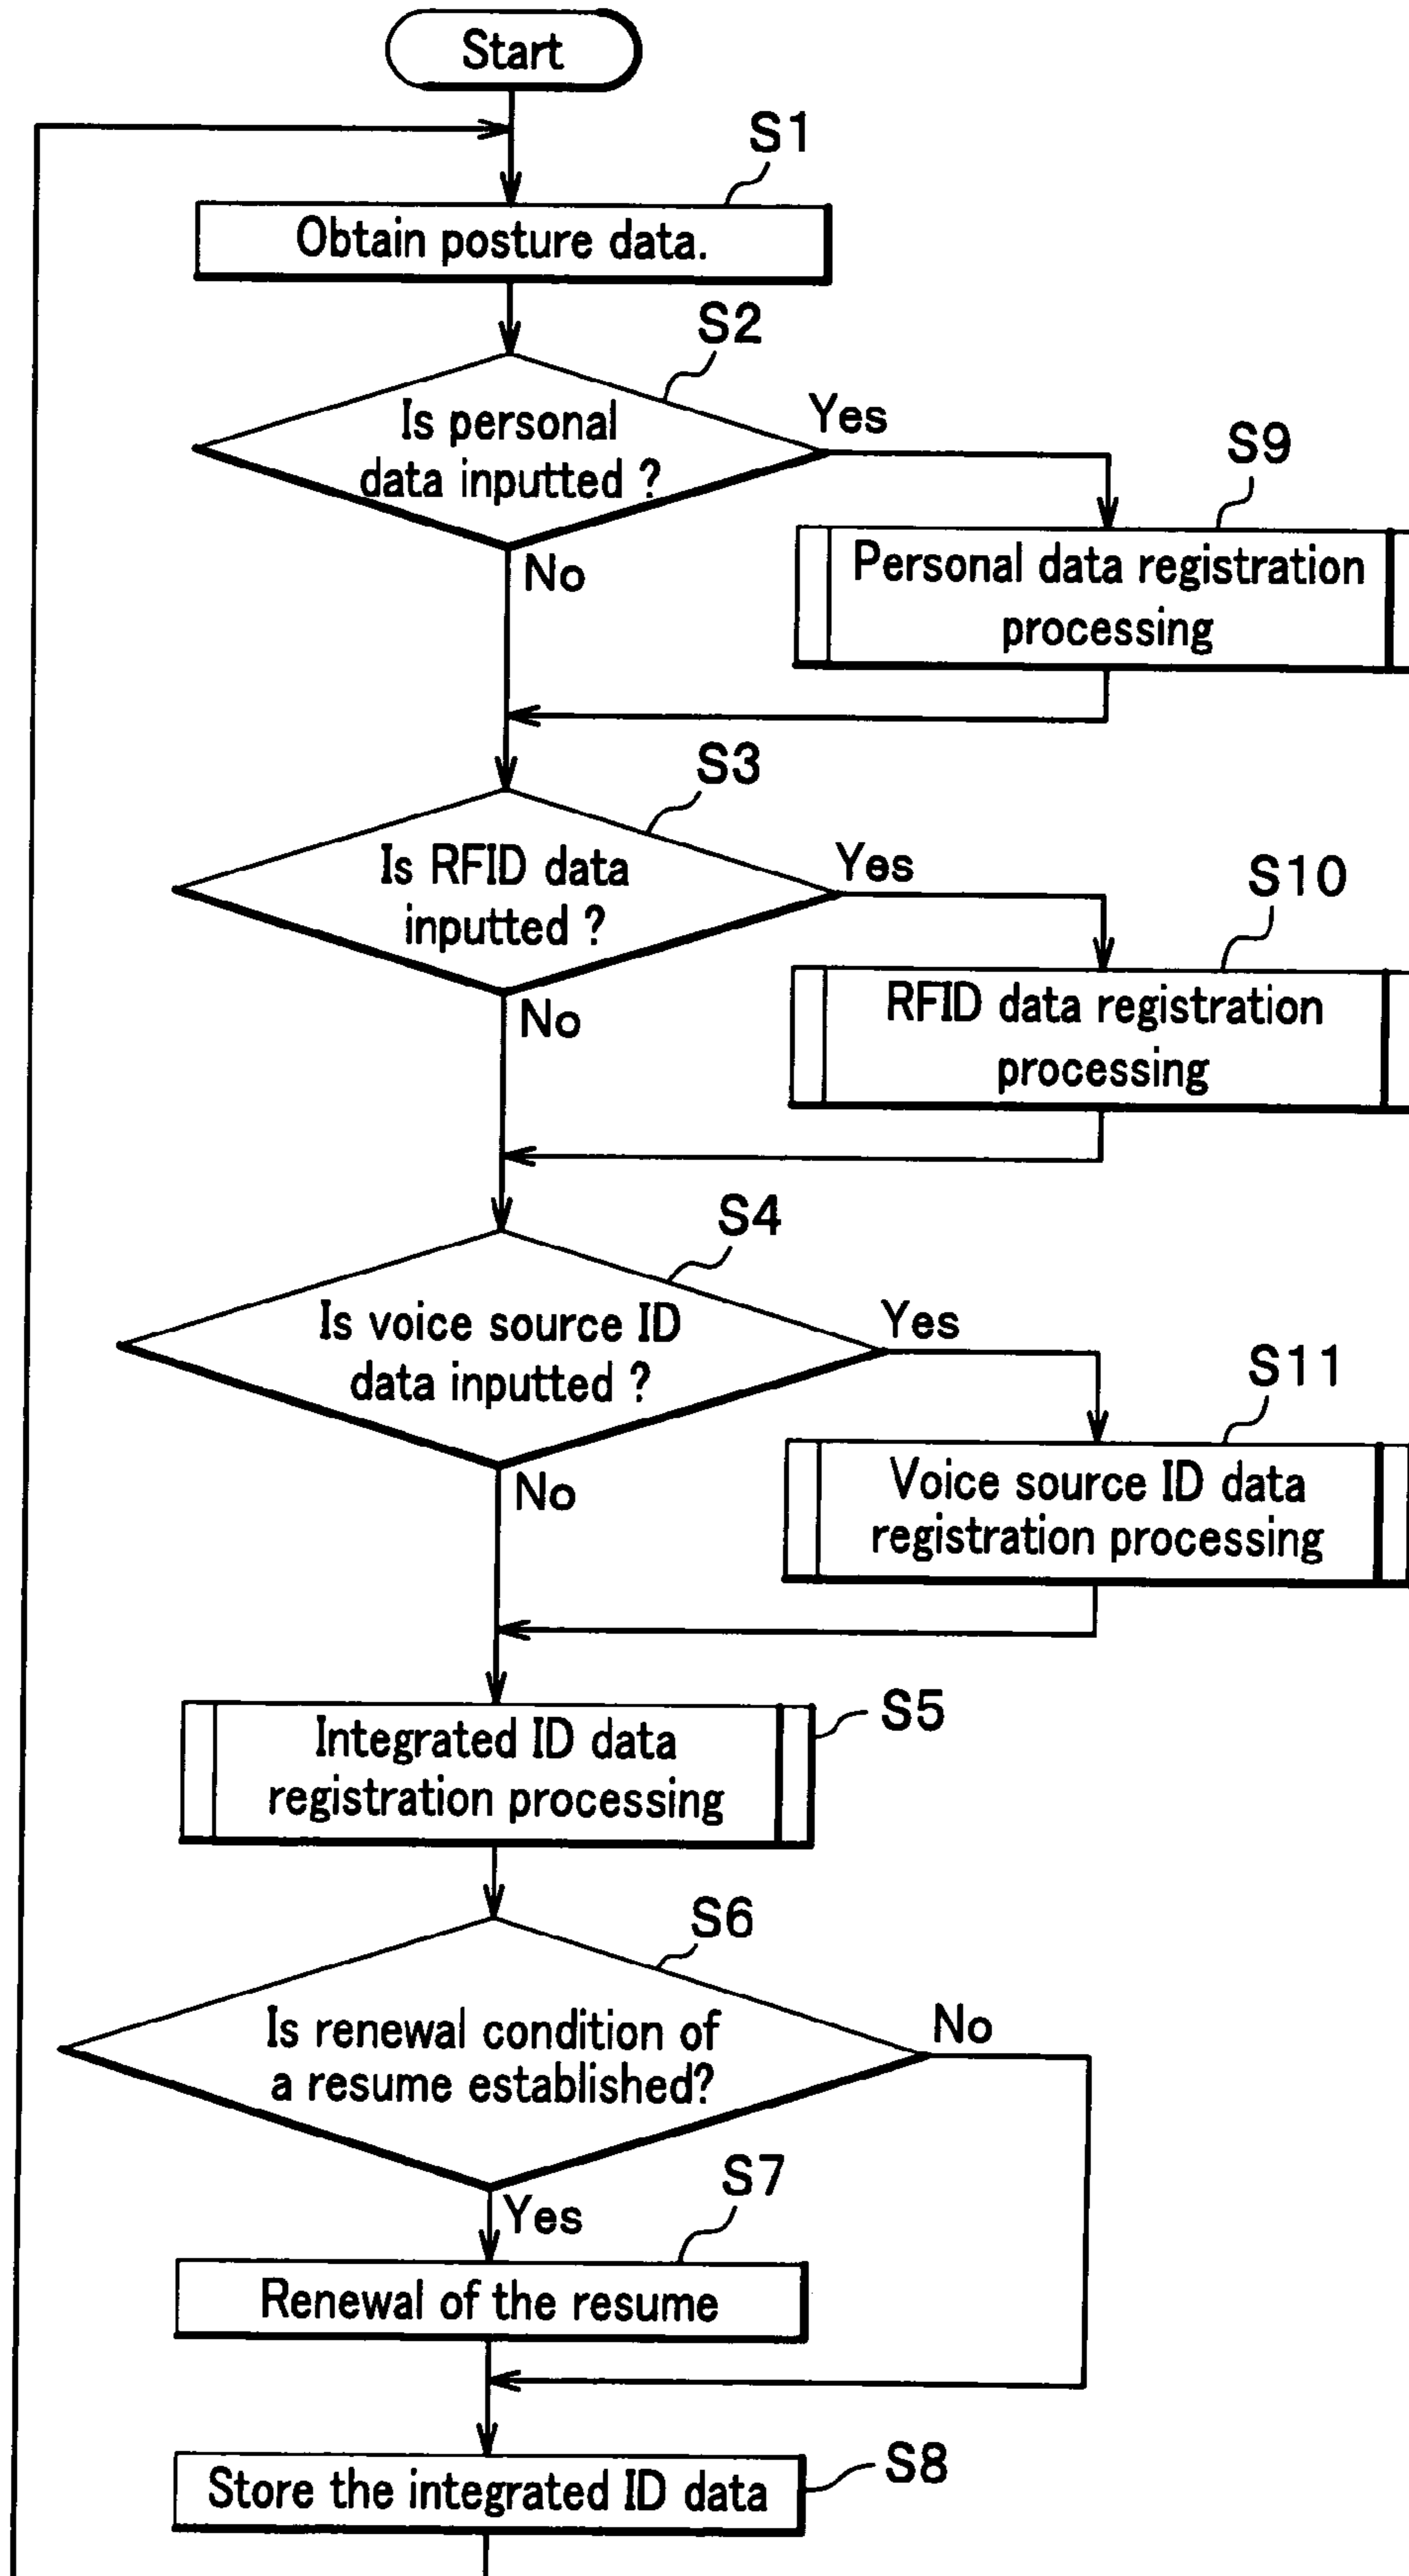 Start
S1
Obtain posture data.
S2
Is personal
data inputted ?
Yes
No
S9
Personal data registration
processing
S3
Is RFID data
inputted ?
Yes
No
S10
RFID data registration
processing
S4
Is voice source ID
data inputted ?
Yes
No
S11
Voice source ID data
registration processing
S5
Integrated ID data
registration processing
S6
Is renewal condition of
a resume established?
No
Yes
S7
Renewal of the resume
S8
Store the integrated ID data